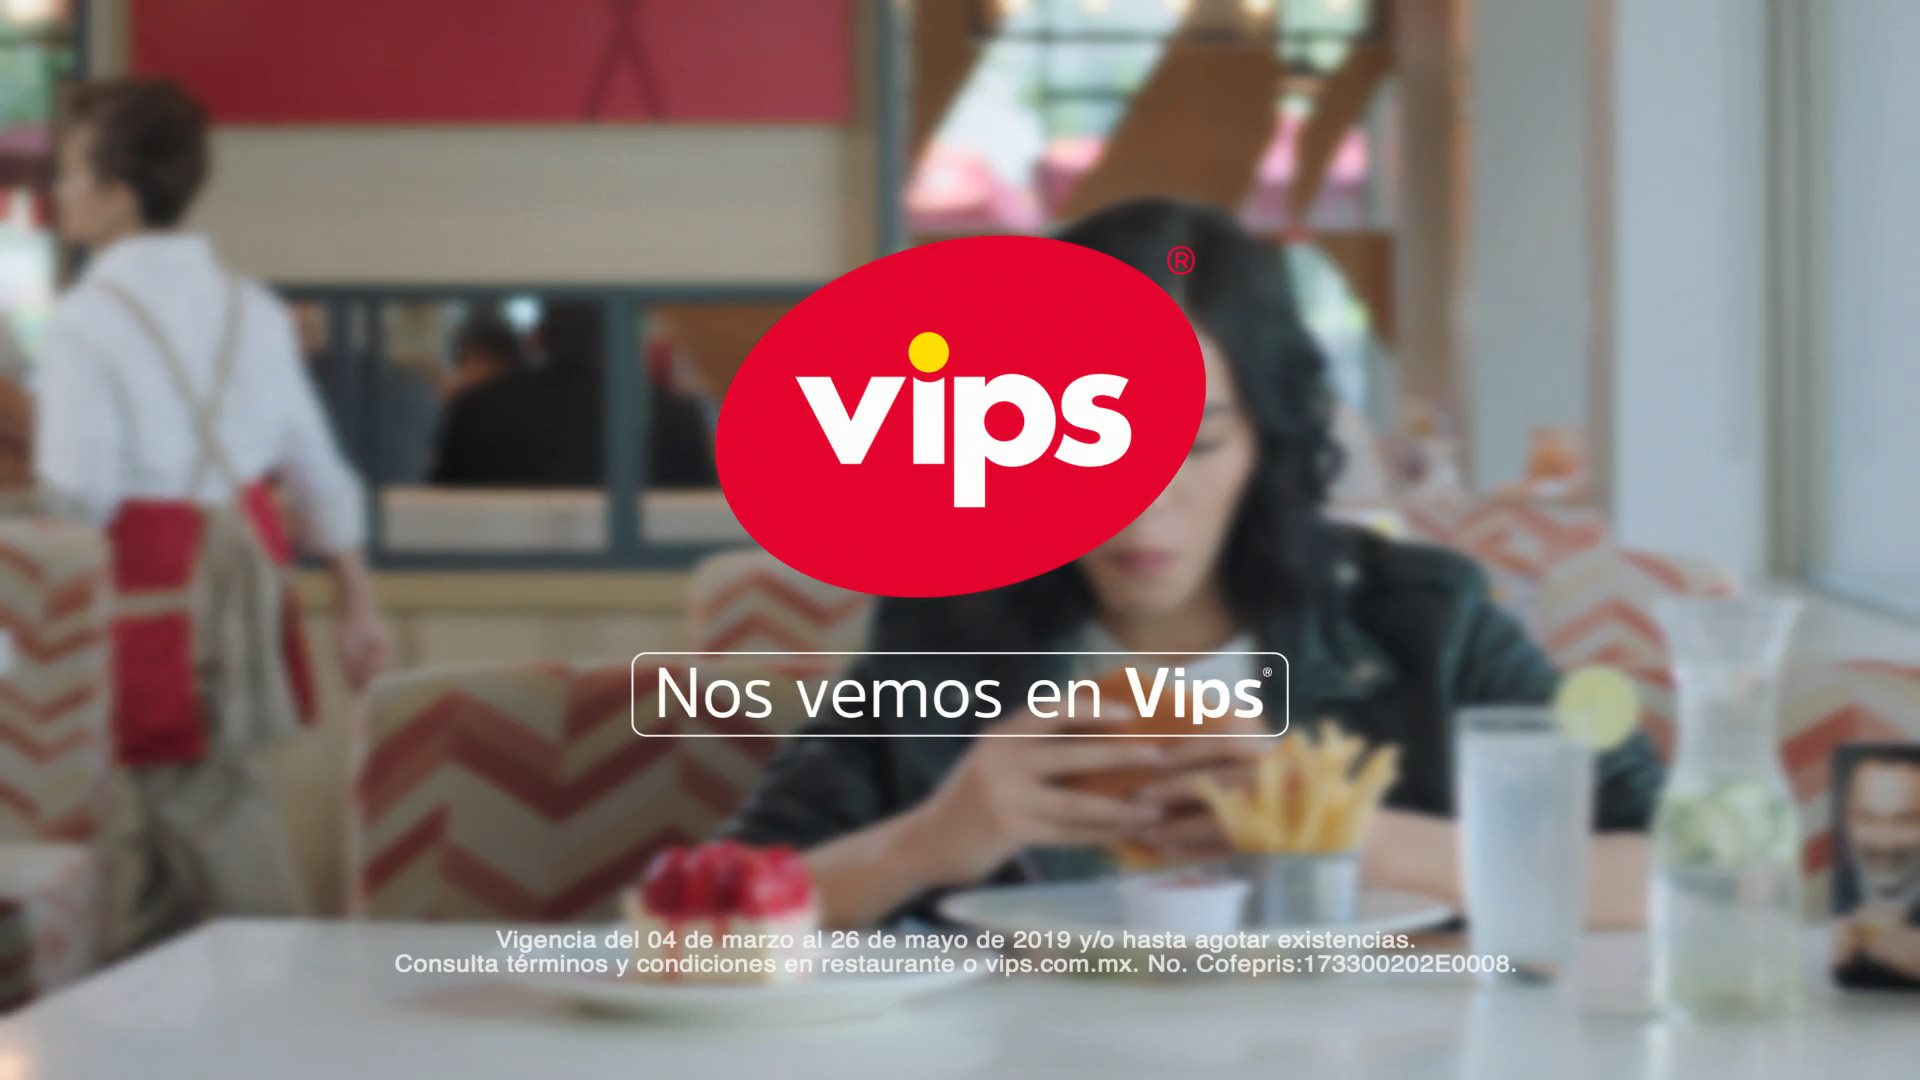 vips®
Nos vemos en Vips®
Vigencia del 04 de marzo al 26 de mayo de 2019 y/o hasta agotar existencias.
Consulta términos y condiciones en restaurante o vips.com.mx. No. Cofepris:173300202E0008.